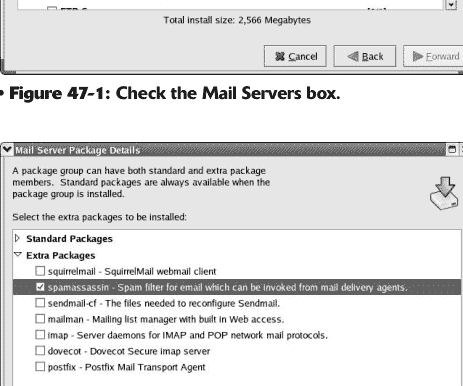 Total install size: 2,566 Megabytes
Cancel Back Forward
• Figure 47-1: Check the Mail Servers box.
Mail Server Package Details
A package group can have both standard and extra package
members. Standard packages are always available when the
package group is installed.
Select the extra packages to be installed:
Standard Packages
Extra Packages
squirrelmail - SquirrelMail webmail client
spamassassin - Spam filter for email which can be invoked from mail delivery agents.
sendmail-cf - The files needed to reconfigure Sendmail.
mailman - Mailing list manager with built in Web access.
imap - Server daemons for IMAP and POP network mail protocols.
dovecot - Dovecot Secure imap server
postfix - Postfix Mail Transport Agent